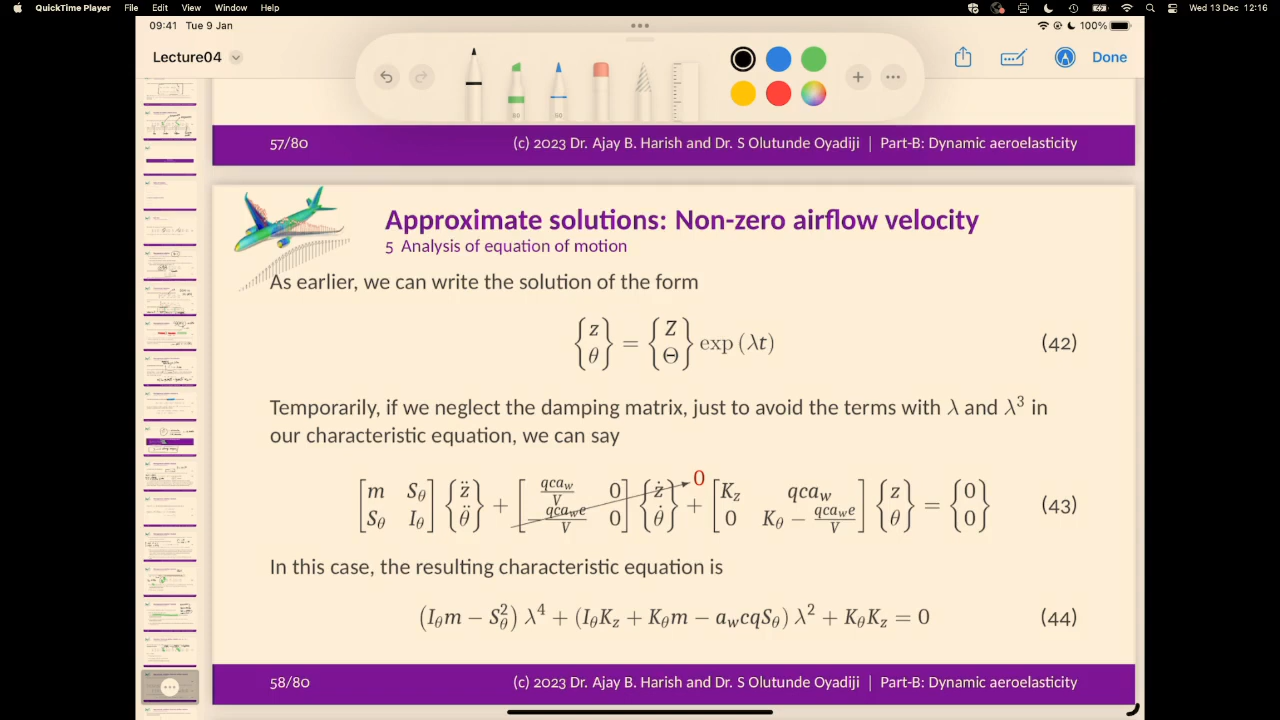 QuickTime Player File Edit View Window Help Wed 13 Dec 12:16
09:41 Tue 9 Jan 100%
Lecture04 Done
80 50
57/80 (c) 2023 Dr. Ajay B. Harish and Dr. S Olutunde Oyadiji | Part-B: Dynamic aeroelasticity
Approximate solutions: Non-zero airflow velocity
5 Analysis of equation of motion
As earlier, we can write the solution of the form
{z θ} = {Z Θ} exp (λt) (42)
Temporarily, if we neglect the damping matrix, just to avoid the terms with λ and λ³ in
our characteristic equation, we can say
[m S_θ; S_θ I_θ] {z̈ θ̈} + [qca_w/V 0; qca_we/V 0] {ż θ̇} → 0 + [K_z qca_w; 0 K_θ − qca_we/V] {z θ} = {0 0} (43)
In this case, the resulting characteristic equation is
(I_θm − S_θ²) λ⁴ + (I_θK_z + K_θm − a_wcqS_θ) λ² + K_θK_z = 0 (44)
58/80 (c) 2023 Dr. Ajay B. Harish and Dr. S Olutunde Oyadiji | Part-B: Dynamic aeroelasticity